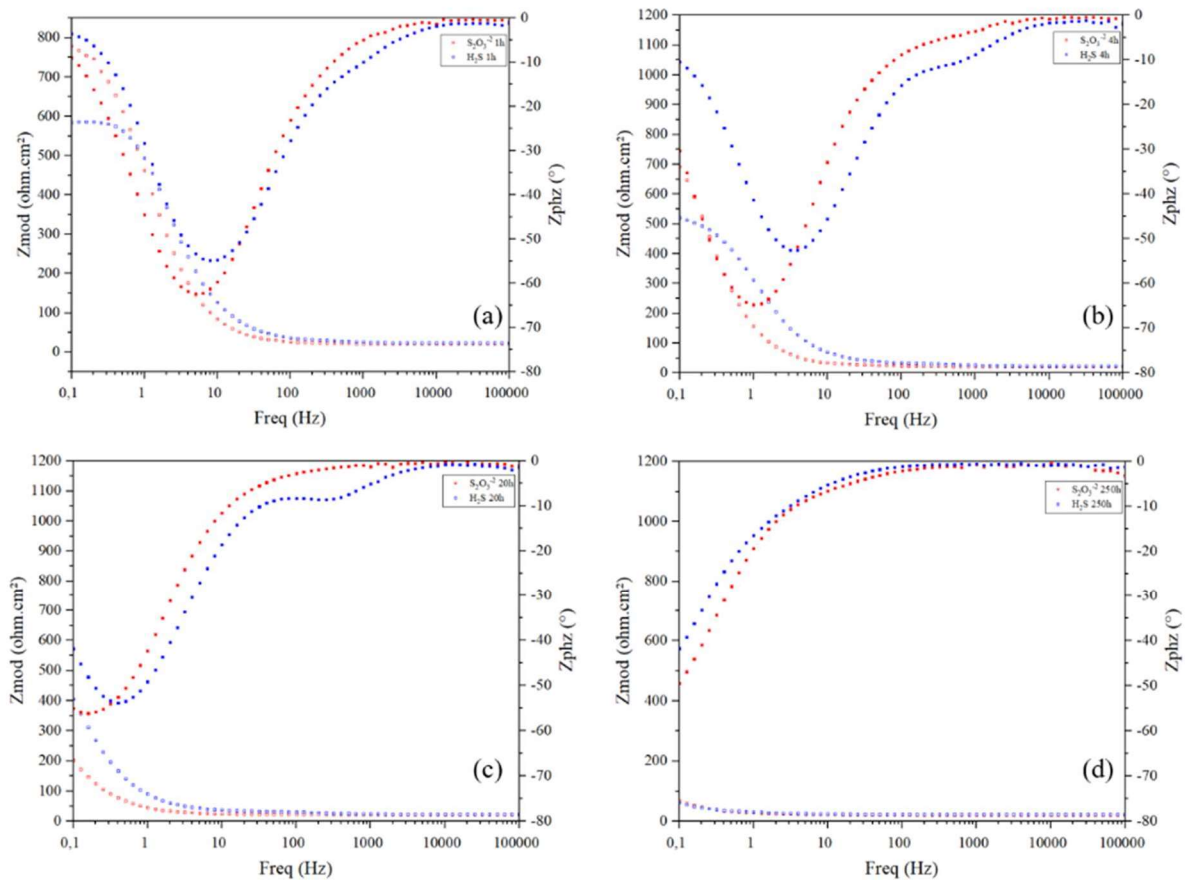 800
700
600
500
400
300
200
100
0
Zmod (ohm.cm²)
0
-10
-20
-30
-40
-50
-60
-70
-80
Zphz (°)
S₂O₃⁻² 1h
H₂S 1h
(a)
0,1 1 10 100 1000 10000 100000
Freq (Hz)
1200
1100
1000
900
800
700
600
500
400
300
200
100
0
Zmod (ohm.cm²)
0
-10
-20
-30
-40
-50
-60
-70
-80
Zphz (°)
S₂O₃⁻² 4h
H₂S 4h
(b)
0,1 1 10 100 1000 10000 100000
Freq (Hz)
1200
1100
1000
900
800
700
600
500
400
300
200
100
0
Zmod (ohm.cm²)
0
-10
-20
-30
-40
-50
-60
-70
-80
Zphz (°)
S₂O₃⁻² 20h
H₂S 20h
(c)
0,1 1 10 100 1000 10000 100000
Freq (Hz)
1200
1000
800
600
400
200
0
Zmod (ohm.cm²)
0
-10
-20
-30
-40
-50
-60
-70
-80
Zphz (°)
S₂O₃⁻² 250h
H₂S 250h
(d)
0,1 1 10 100 1000 10000 100000
Freq (Hz)